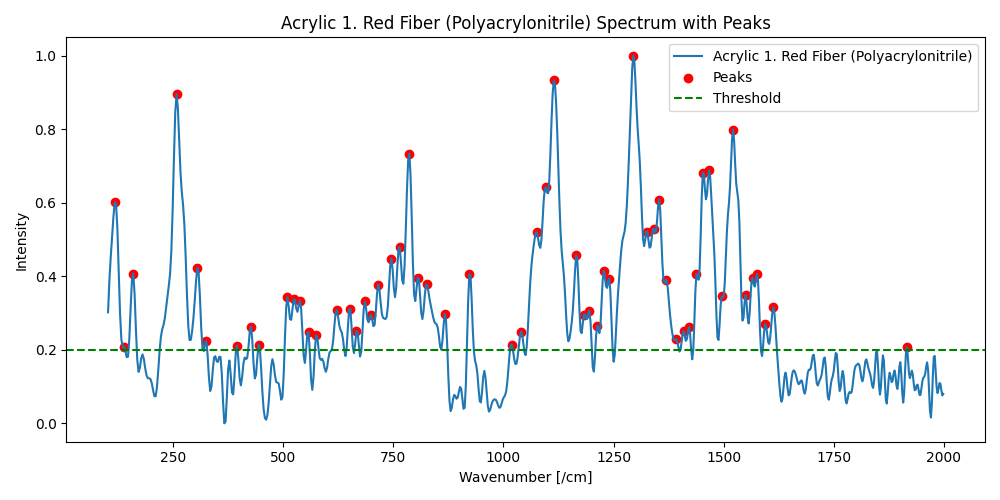 Acrylic 1. Red Fiber (Polyacrylonitrile) Spectrum with Peaks
Acrylic 1. Red Fiber (Polyacrylonitrile)
Peaks
Threshold
Intensity
1.0
0.8
0.6
0.4
0.2
0.0
250 500 750 1000 1250 1500 1750 2000
Wavenumber [/cm]